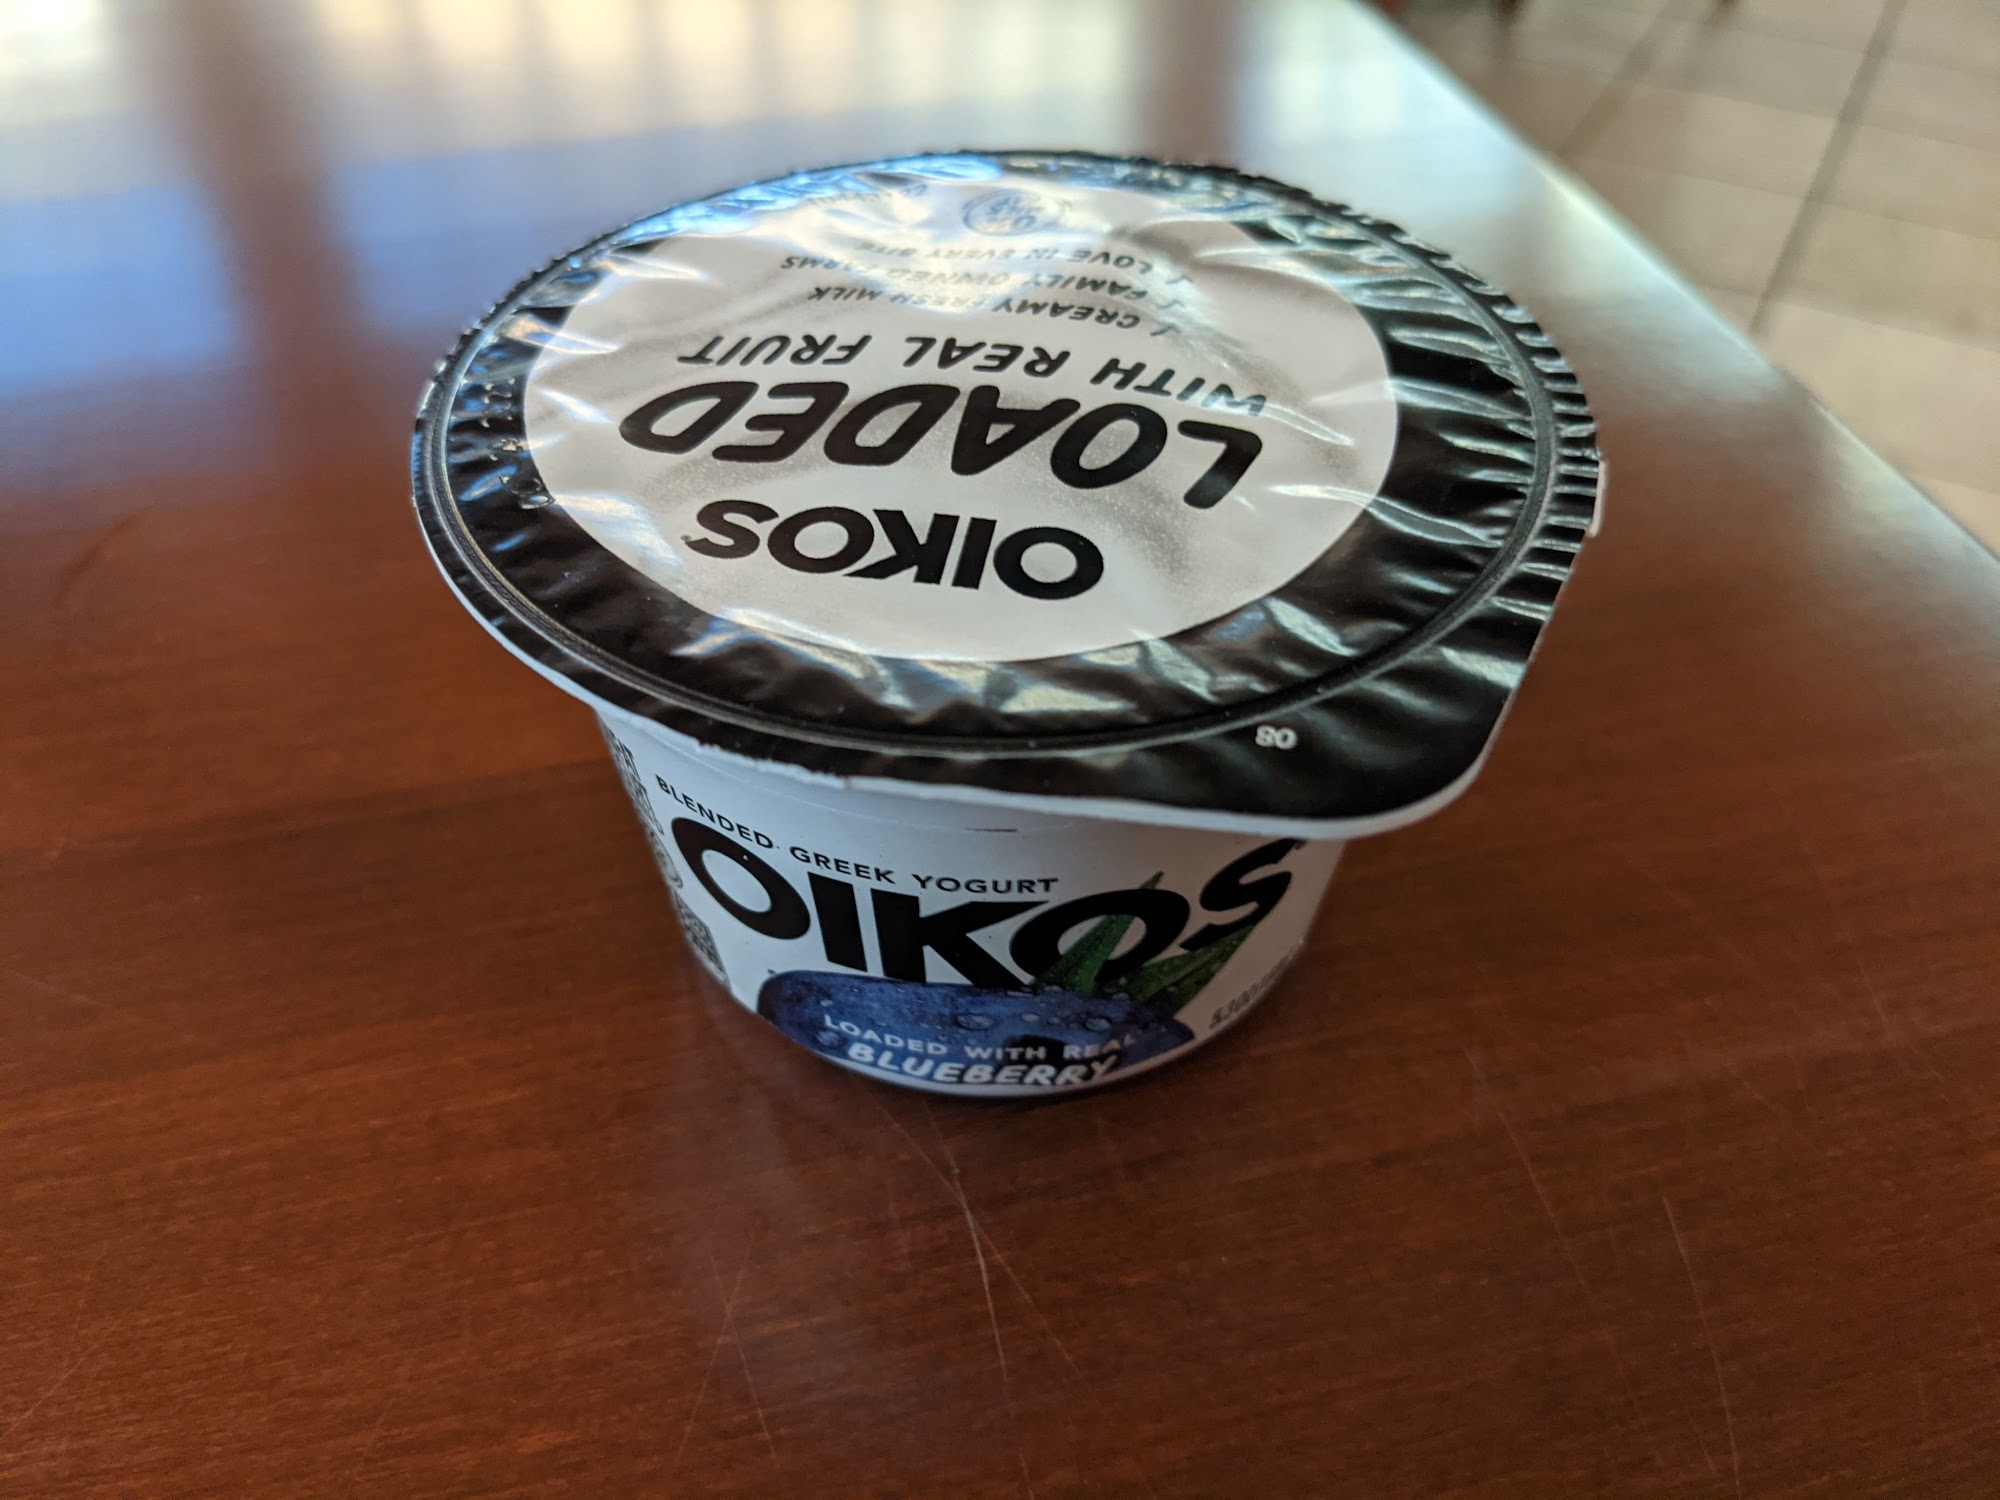 OIKOS
LOADED
WITH REAL FRUIT
✓ CREAMY FRESH MILK
✓ FAMILY OWNED FARMS
✓ LOVE IN EVERY BITE
08
BLENDED GREEK YOGURT
OIKOS
LOADED WITH REAL
BLUEBERRY